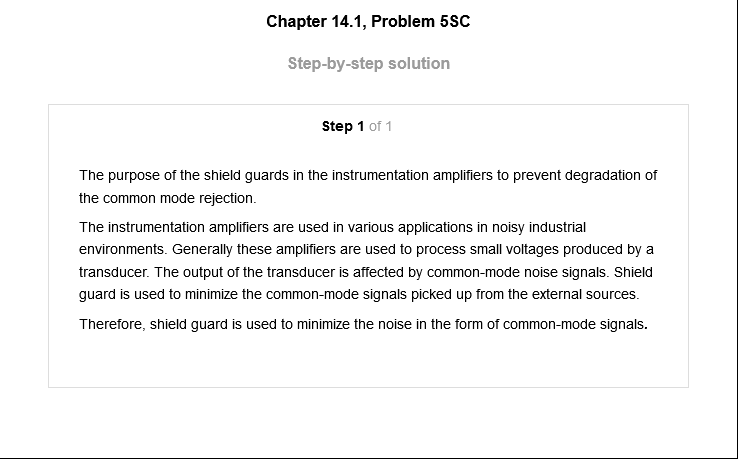 Chapter 14.1, Problem 5SC
Step-by-step solution
Step 1 of 1
The purpose of the shield guards in the instrumentation amplifiers to prevent degradation of
the common mode rejection.
The instrumentation amplifiers are used in various applications in noisy industrial
environments. Generally these amplifiers are used to process small voltages produced by a
transducer. The output of the transducer is affected by common-mode noise signals. Shield
guard is used to minimize the common-mode signals picked up from the external sources.
Therefore, shield guard is used to minimize the noise in the form of common-mode signals.